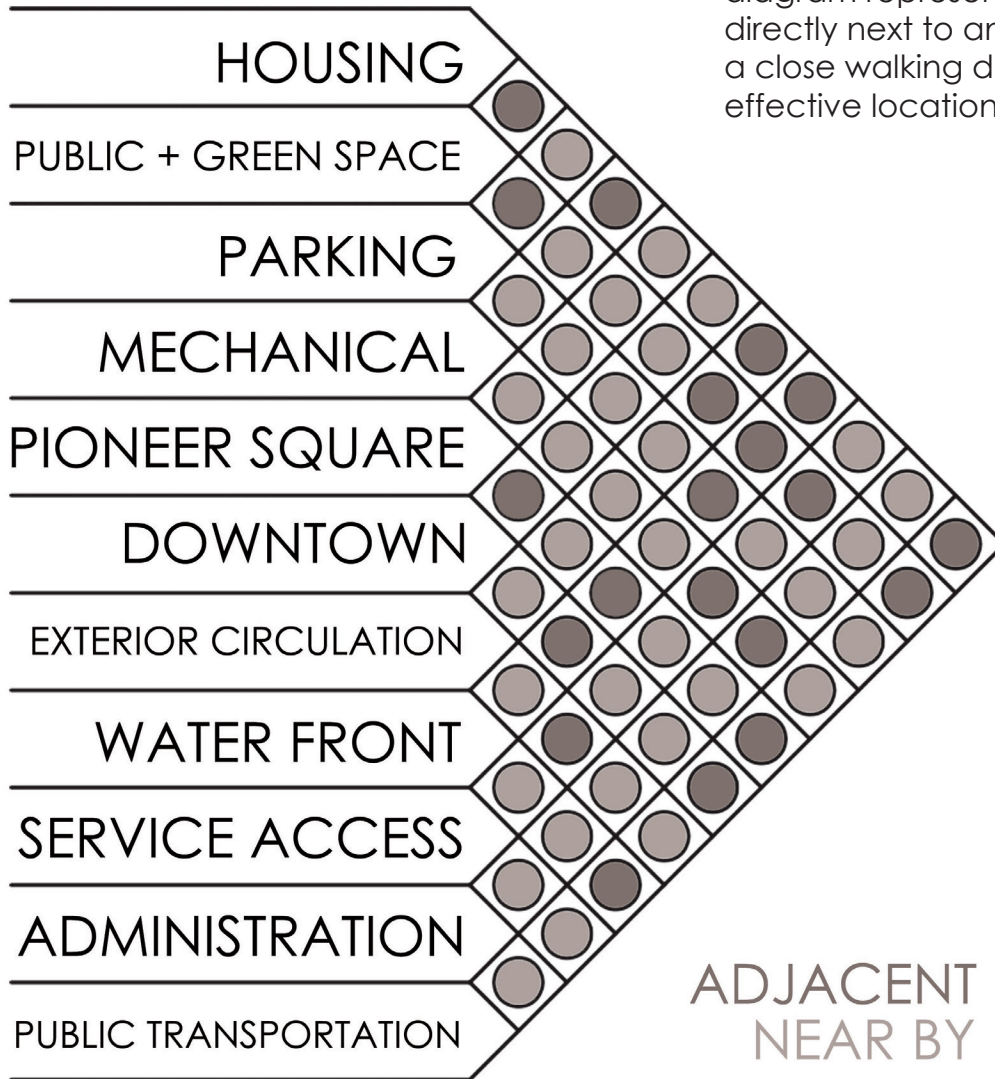 directly next to an
a close walking d
effective location
HOUSING
PUBLIC + GREEN SPACE
PARKING
MECHANICAL
PIONEER SQUARE
DOWNTOWN
EXTERIOR CIRCULATION
WATER FRONT
SERVICE ACCESS
ADMINISTRATION
PUBLIC TRANSPORTATION
ADJACENT
NEAR BY